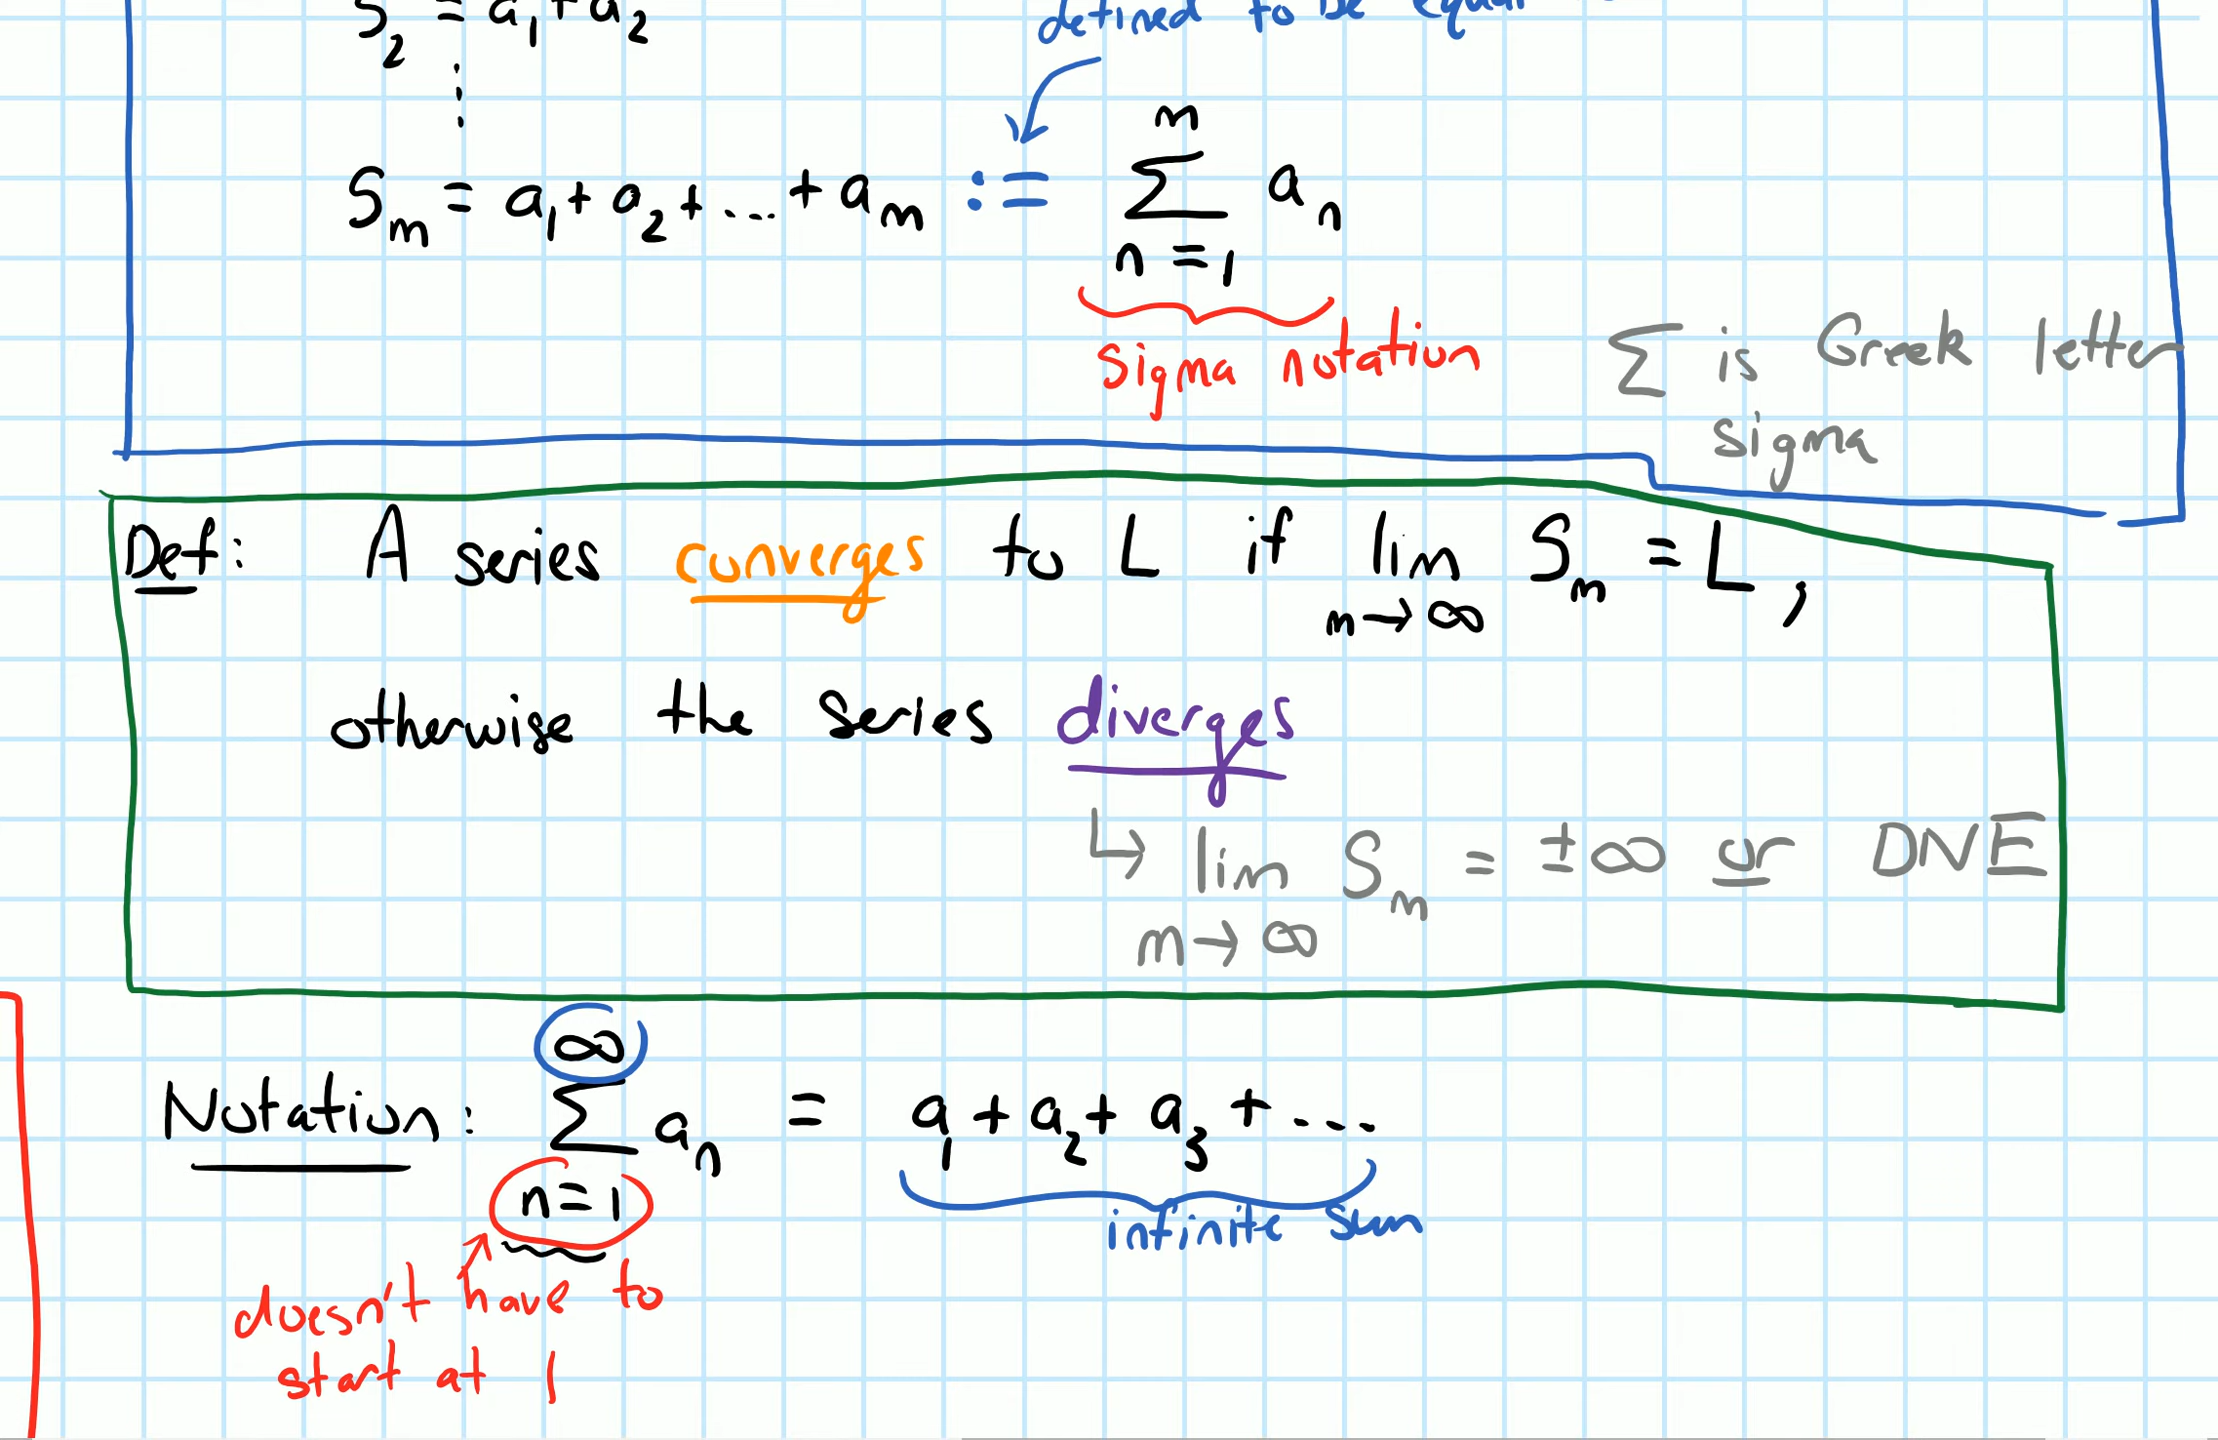 S₂ = a₁ + a₂
defined to be equal
⋮
Sₘ = a₁ + a₂ + ... + aₘ := ∑_{n=1}^{m} aₙ
sigma notation
∑ is Greek letter
sigma
Def: A series converges to L if lim_{m→∞} Sₘ = L,
otherwise the series diverges
↳ lim_{m→∞} Sₘ = ±∞ or DNE
Notation: ∑_{n=1}^{∞} aₙ = a₁ + a₂ + a₃ + ...
infinite sum
doesn't have to
start at 1